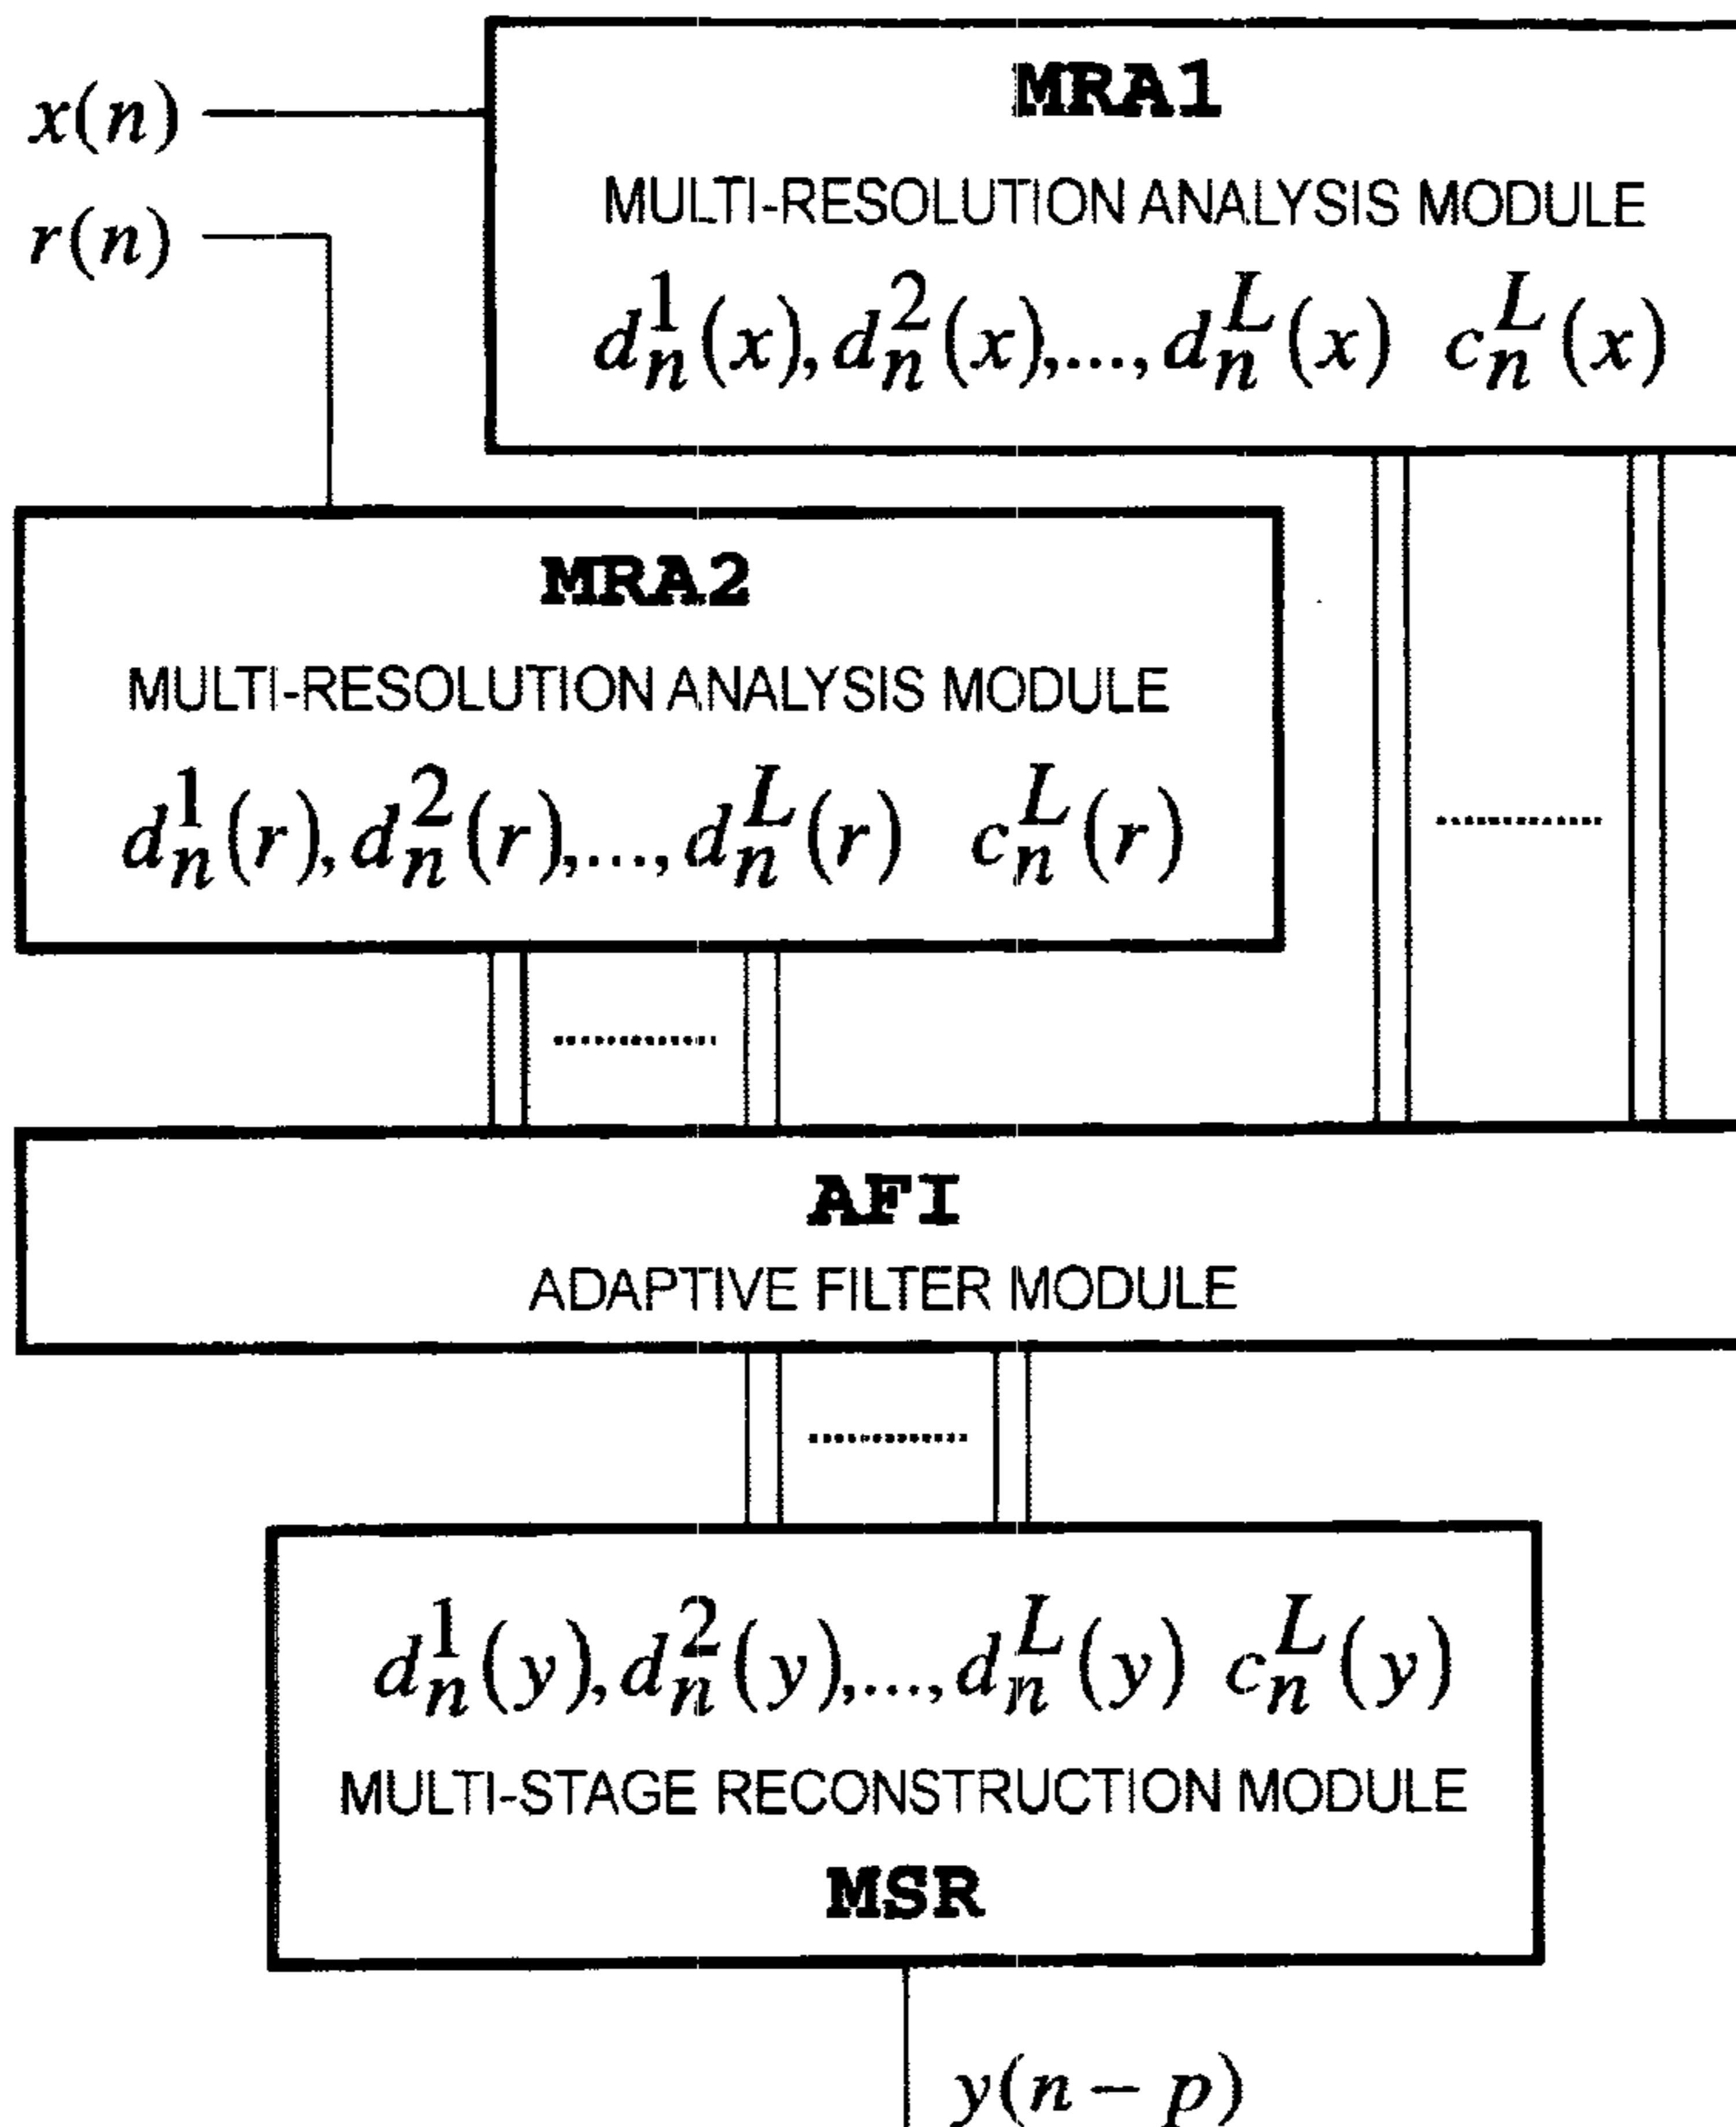 x(n)
r(n)
MRA1
MULTI-RESOLUTION ANALYSIS MODULE
d_n^1(x), d_n^2(x),..., d_n^L(x) c_n^L(x)
MRA2
MULTI-RESOLUTION ANALYSIS MODULE
d_n^1(r), d_n^2(r),..., d_n^L(r) c_n^L(r)
AFI
ADAPTIVE FILTER MODULE
d_n^1(y), d_n^2(y),..., d_n^L(y) c_n^L(y)
MULTI-STAGE RECONSTRUCTION MODULE
MSR
y(n - p)